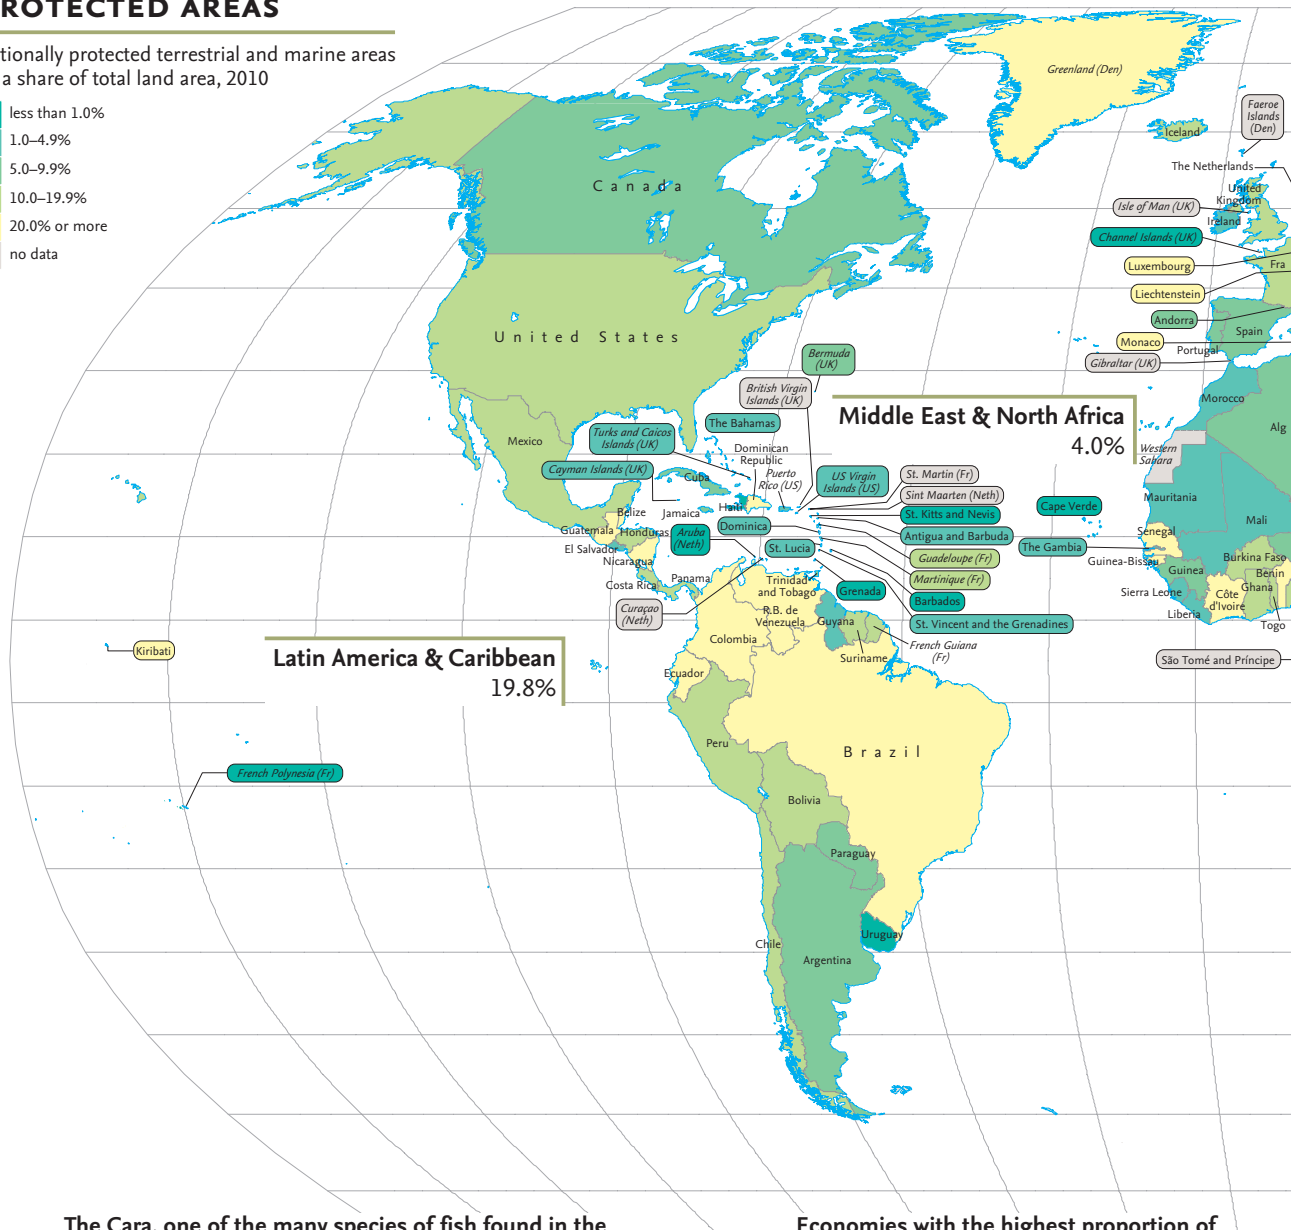 ROTECTED AREAS
tionally protected terrestrial and marine areas
a share of total land area, 2010
less than 1.0%
1.0–4.9%
5.0–9.9%
10.0–19.9%
20.0% or more
no data
Greenland (Den)
Faeroe
Islands
(Den)
Iceland
The Netherlands
United
Kingdom
Isle of Man (UK)
Ireland
Channel Islands (UK)
Luxembourg
Fra
Liechtenstein
Andorra
Spain
Monaco
Portugal
Gibraltar (UK)
Canada
United States
Bermuda
(UK)
British Virgin
Islands (UK)
Middle East & North Africa
4.0%
Morocco
Alg
Western
Sahara
Mauritania
Mali
Mexico
Turks and Caicos
Islands (UK)
The Bahamas
Cayman Islands (UK)
Dominican
Republic
Puerto
Rico (US)
US Virgin
Islands (US)
St. Martin (Fr)
Sint Maarten (Neth)
Cuba
Haiti
Jamaica
Belize
Guatemala
Honduras
El Salvador
Nicaragua
Costa Rica
Panama
Aruba
(Neth)
Dominica
St. Lucia
St. Kitts and Nevis
Antigua and Barbuda
Guadeloupe (Fr)
Martinique (Fr)
Grenada
Barbados
St. Vincent and the Grenadines
Curaçao
(Neth)
Trinidad
and Tobago
R.B. de
Venezuela
Guyana
Colombia
Suriname
French Guiana
(Fr)
Cape Verde
Senegal
The Gambia
Guinea-Bissau
Guinea
Burkina Faso
Benin
Ghana
Sierra Leone
Côte
d'Ivoire
Liberia
Togo
São Tomé and Príncipe
Kiribati
Latin America & Caribbean
19.8%
Ecuador
Peru
Brazil
French Polynesia (Fr)
Bolivia
Paraguay
Uruguay
Chile
Argentina
The Cara, one of the many species of fish found in the
Economies with the highest proportion of